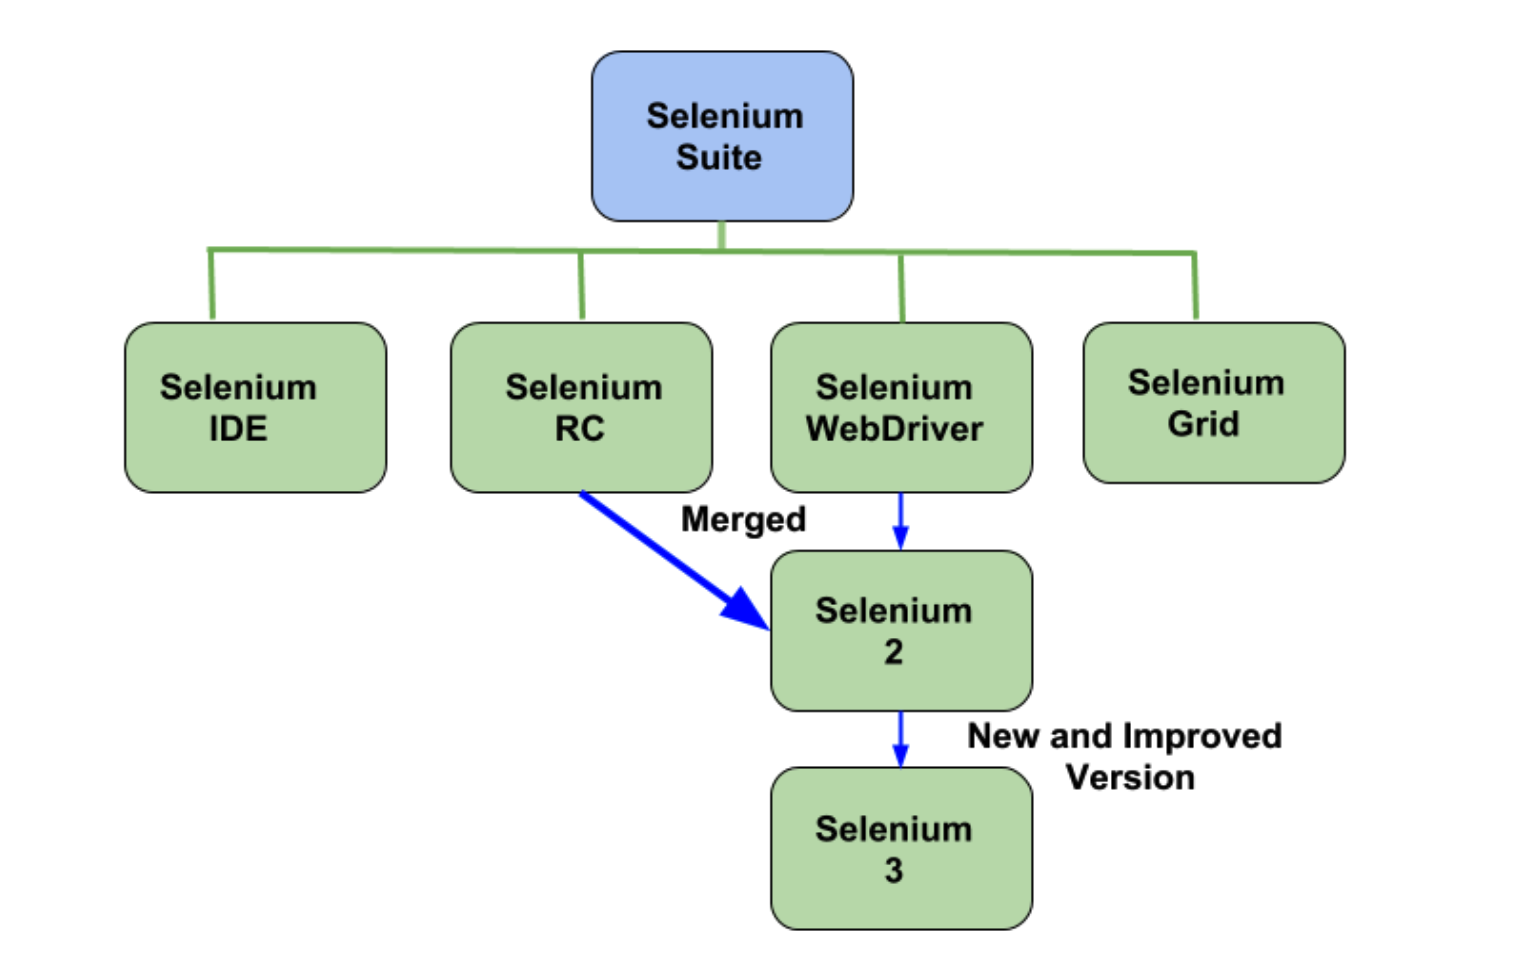 Selenium
Suite
Selenium
IDE
Selenium
RC
Selenium
WebDriver
Selenium
Grid
Merged
Selenium
2
New and Improved
Version
Selenium
3